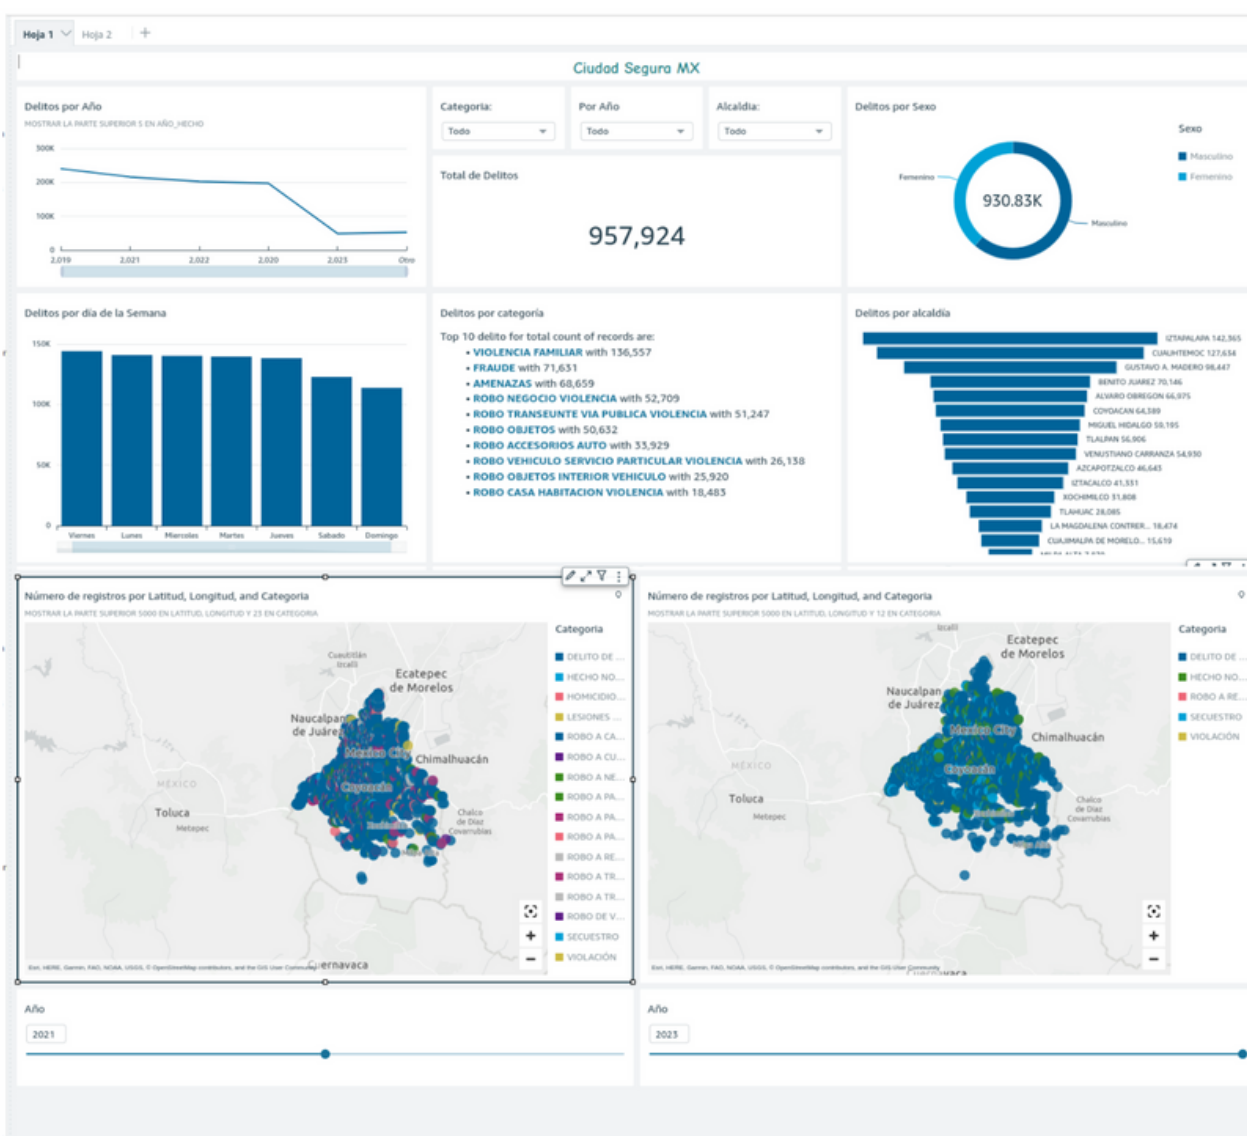 Hoja 1
Hoja 2
+
Ciudad Segura MX
Delitos por Año
MOSTRAR LA PARTE SUPERIOR 5 EN AÑO_HECHO
300K
200K
100K
0
2,019 2,021 2,022 2,020 2,023 Otro
Categoria:
Todo
Por Año
Todo
Alcaldia:
Todo
Total de Delitos
957,924
Delitos por Sexo
Femenino
930.83K
Masculino
Sexo
Masculino
Femenino
Delitos por día de la Semana
150K
100K
50K
0
Viernes Lunes Miercoles Martes Jueves Sabado Domingo
Delitos por categoría
Top 10 delito for total count of records are:
• VIOLENCIA FAMILIAR with 136,557
• FRAUDE with 71,631
• AMENAZAS with 68,659
• ROBO NEGOCIO VIOLENCIA with 52,709
• ROBO TRANSEUNTE VIA PUBLICA VIOLENCIA with 51,247
• ROBO OBJETOS with 50,632
• ROBO ACCESORIOS AUTO with 33,929
• ROBO VEHICULO SERVICIO PARTICULAR VIOLENCIA with 26,138
• ROBO OBJETOS INTERIOR VEHICULO with 25,920
• ROBO CASA HABITACION VIOLENCIA with 18,483
Delitos por alcaldía
IZTAPALAPA 142,365
CUAUHTEMOC 127,634
GUSTAVO A. MADERO 98,447
BENITO JUAREZ 70,146
ALVARO OBREGON 66,975
COYOACAN 64,389
MIGUEL HIDALGO 59,195
TLALPAN 56,906
VENUSTIANO CARRANZA 54,930
AZCAPOTZALCO 46,643
IZTACALCO 41,331
XOCHIMILCO 31,808
TLAHUAC 28,085
LA MAGDALENA CONTRER... 18,474
CUAJIMALPA DE MORELO... 15,619
Número de registros por Latitud, Longitud, and Categoria
MOSTRAR LA PARTE SUPERIOR 5000 EN LATITUD, LONGITUD Y 23 EN CATEGORIA
Cuautitlán
Izcalli
Ecatepec
de Morelos
Naucalpan
de Juárez
Mexico City
Chimalhuacán
MÉXICO
Coyoacán
Toluca
Metepec
Chalco
de Díaz
Covarrubias
Cuernavaca
Esri, HERE, Garmin, FAO, NOAA, USGS, © OpenStreetMap contributors, and the GIS User Community
Categoria
DELITO DE ...
HECHO NO...
HOMICIDIO...
LESIONES ...
ROBO A CA...
ROBO A CU...
ROBO A NE...
ROBO A PA...
ROBO A PA...
ROBO A PA...
ROBO A RE...
ROBO A TR...
ROBO A TR...
ROBO DE V...
SECUESTRO
VIOLACIÓN
Número de registros por Latitud, Longitud, and Categoria
MOSTRAR LA PARTE SUPERIOR 5000 EN LATITUD, LONGITUD Y 12 EN CATEGORIA
Izcalli
Ecatepec
de Morelos
Naucalpan
de Juárez
Mexico City
Chimalhuacán
MÉXICO
Coyoacán
Toluca
Metepec
Chalco
de Díaz
Covarrubias
Esri, HERE, Garmin, FAO, NOAA, USGS, © OpenStreetMap contributors, and the GIS User Community
Categoria
DELITO DE ...
HECHO NO...
ROBO A RE...
SECUESTRO
VIOLACIÓN
Año
2021
Año
2023